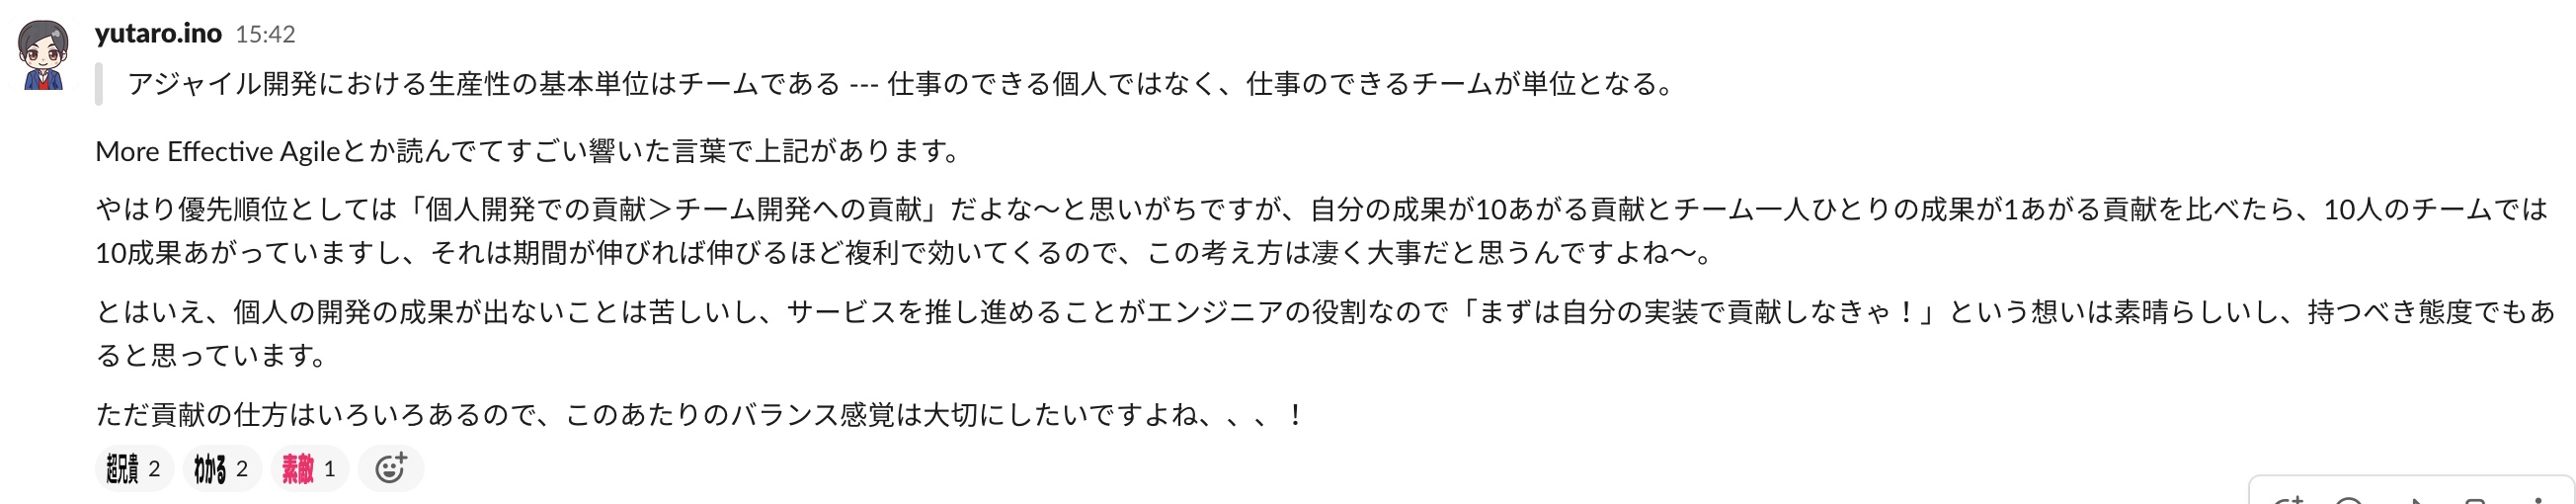 yutaro.ino 15:42
アジャイル開発における生産性の基本単位はチームである --- 仕事のできる個人ではなく、仕事のできるチームが単位となる。
More Effective Agileとか読んでてすごい響いた言葉で上記があります。
やはり優先順位としては「個人開発での貢献＞チーム開発への貢献」だよな〜と思いがちですが、自分の成果が10あがる貢献とチーム一人ひとりの成果が1あがる貢献を比べたら、10人のチームでは
10成果あがっていますし、それは期間が伸びれば伸びるほど複利で効いてくるので、この考え方は凄く大事だと思うんですよね〜。
とはいえ、個人の開発の成果が出ないことは苦しいし、サービスを推し進めることがエンジニアの役割なので「まずは自分の実装で貢献しなきゃ！」という想いは素晴らしいし、持つべき態度でもあ
ると思っています。
ただ貢献の仕方はいろいろあるので、このあたりのバランス感覚は大切にしたいですよね、、、！
超兄貴 2 わかる 2 素敵 1